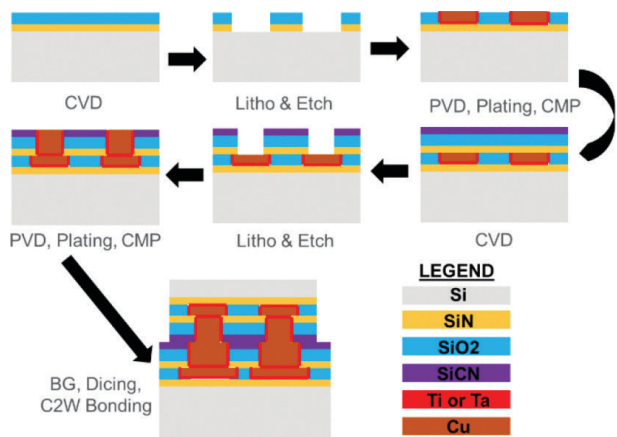 CVD
Litho & Etch
PVD, Plating, CMP
PVD, Plating, CMP
Litho & Etch
CVD
BG, Dicing,
C2W Bonding
LEGEND
Si
SiN
SiO2
SiCN
Ti or Ta
Cu